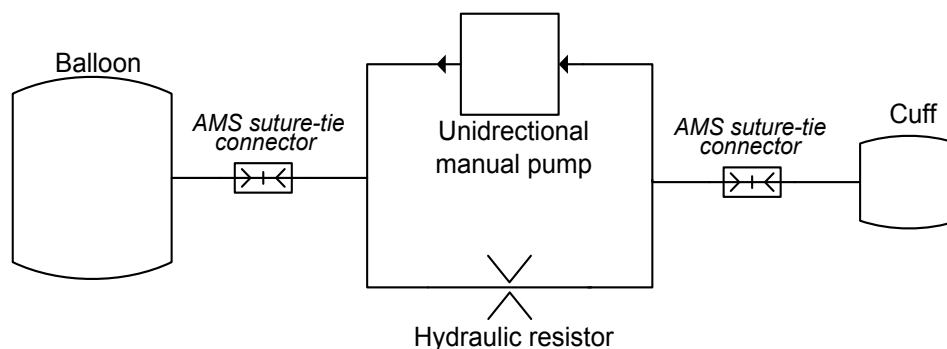 Balloon
AMS suture-tie
connector
Unidrectional
manual pump
AMS suture-tie
connector
Cuff
Hydraulic resistor